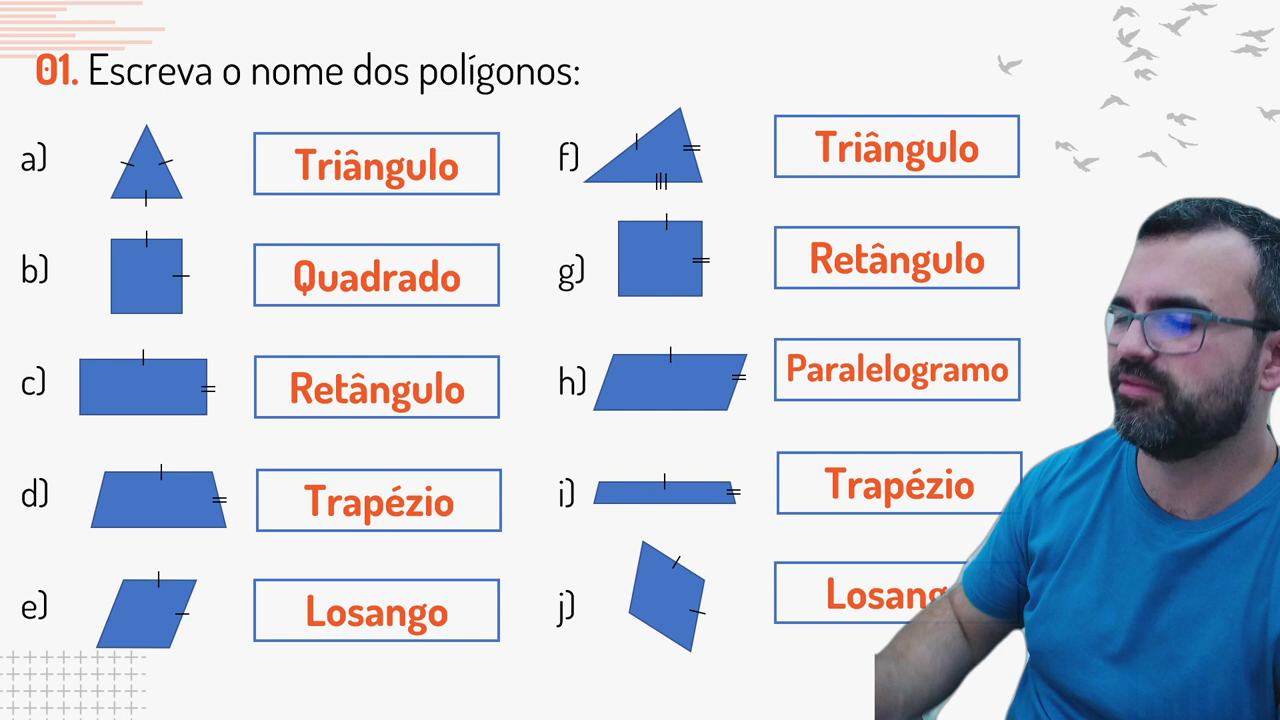 01. Escreva o nome dos polígonos:
a) Triângulo
b) Quadrado
c) Retângulo
d) Trapézio
e) Losango
f) Triângulo
g) Retângulo
h) Paralelogramo
i) Trapézio
j)